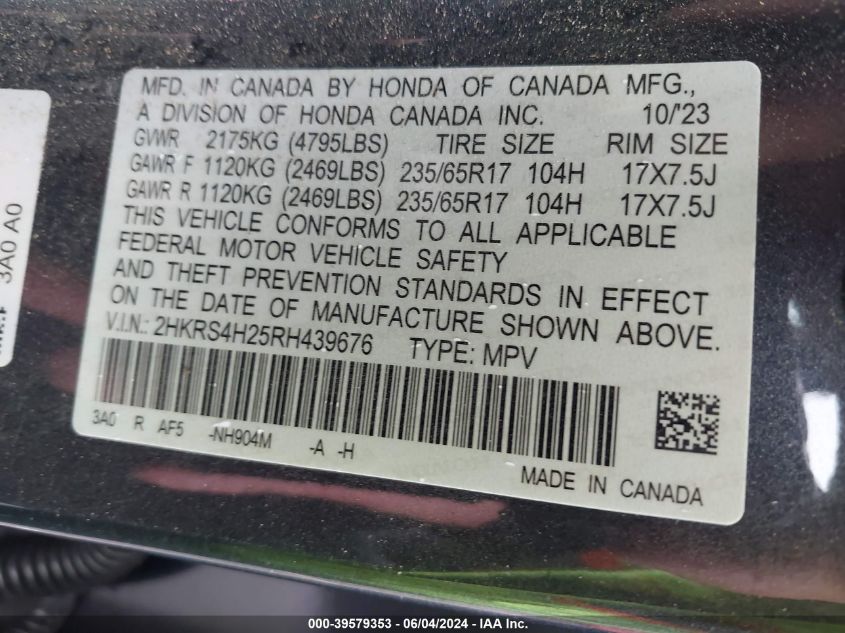 MFD. IN CANADA BY HONDA OF CANADA MFG.,
A DIVISION OF HONDA CANADA INC. 10/'23
GVWR 2175KG (4795LBS) TIRE SIZE RIM SIZE
GAWR F 1120KG (2469LBS) 235/65R17 104H 17X7.5J
GAWR R 1120KG (2469LBS) 235/65R17 104H 17X7.5J
THIS VEHICLE CONFORMS TO ALL APPLICABLE
FEDERAL MOTOR VEHICLE SAFETY
AND THEFT PREVENTION STANDARDS IN EFFECT
ON THE DATE OF MANUFACTURE SHOWN ABOVE.
V.I.N.: 2HKRS4H25RH439676 TYPE: MPV
3A0 R AF5 -NH904M -A -H
MADE IN CANADA
3A0 A0
000-39579353 - 06/04/2024 - IAA Inc.